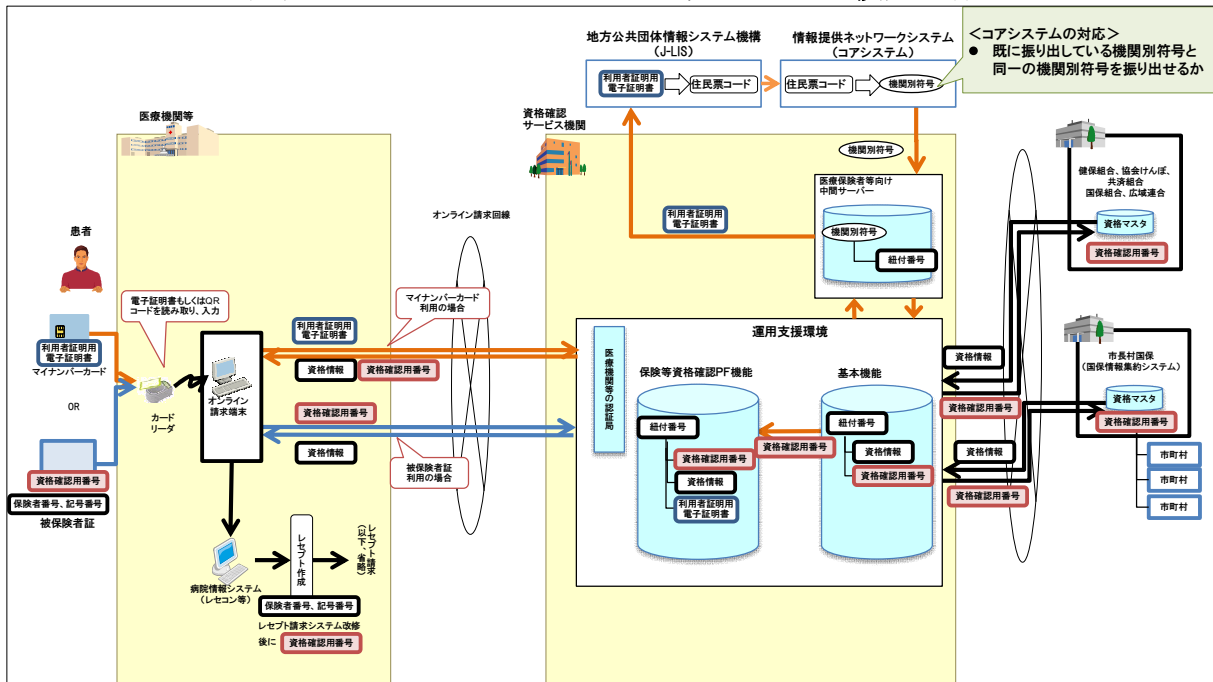 地方公共団体情報システム機構
(J-LIS)
利用者証明用
電子証明書
住民票コード
情報提供ネットワークシステム
(コアシステム)
住民票コード
機関別符号
＜コアシステムの対応＞
● 既に振り出している機関別符号と
同一の機関別符号を振り出せるか
医療機関等
資格確認
サービス機関
機関別符号
医療保険者等向け
中間サーバー
機関別符号
紐付番号
利用者証明用
電子証明書
オンライン請求回線
健保組合、協会けんぽ、
共済組合
国保組合、広域連合
資格マスタ
資格確認用番号
患者
電子証明書もしくはQR
コードを読み取り、入力
利用者証明用
電子証明書
マイナンバーカード
OR
資格確認用番号
保険者番号、記号番号
被保険者証
カード
リーダ
オンライン
請求端末
マイナンバーカード
利用の場合
利用者証明用
電子証明書
資格情報
資格確認用番号
資格確認用番号
資格情報
被保険者証
利用の場合
運用支援環境
医療機関等の認証局
保険等資格確認PF機能
紐付番号
資格確認用番号
資格情報
利用者証明用
電子証明書
資格確認用番号
基本機能
紐付番号
資格情報
資格確認用番号
資格情報
資格確認用番号
資格情報
資格確認用番号
市長村国保
(国保情報集約システム)
資格マスタ
資格確認用番号
市町村
市町村
市町村
病院情報システム
(レセコン等)
レセプト作成
レセプト請求
(以下、省略)
保険者番号、記号番号
レセプト請求システム改修
後に
資格確認用番号